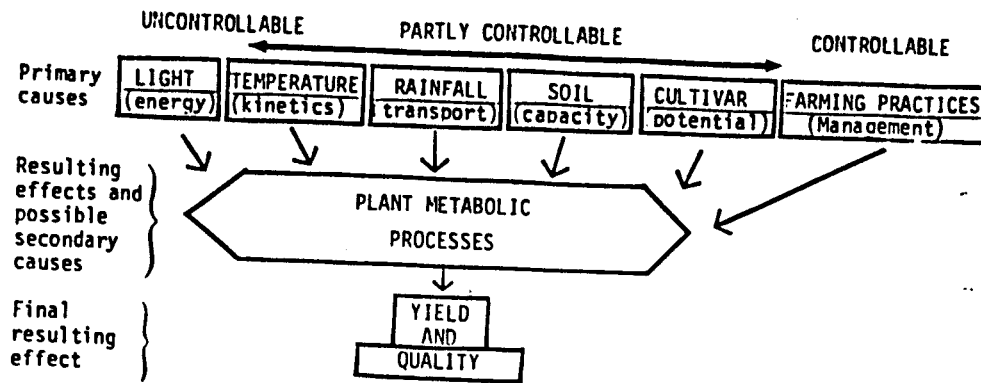 UNCONTROLLABLE PARTLY CONTROLLABLE CONTROLLABLE
Primary causes
LIGHT (energy)
TEMPERATURE (kinetics)
RAINFALL transport)
SOIL (capacity)
CULTIVAR potential)
FARMING PRACTICES (Management)
Resulting
effects and
possible
secondary
causes
PLANT METABOLIC
PROCESSES
Final
resulting
effect
YIELD
AND
QUALITY